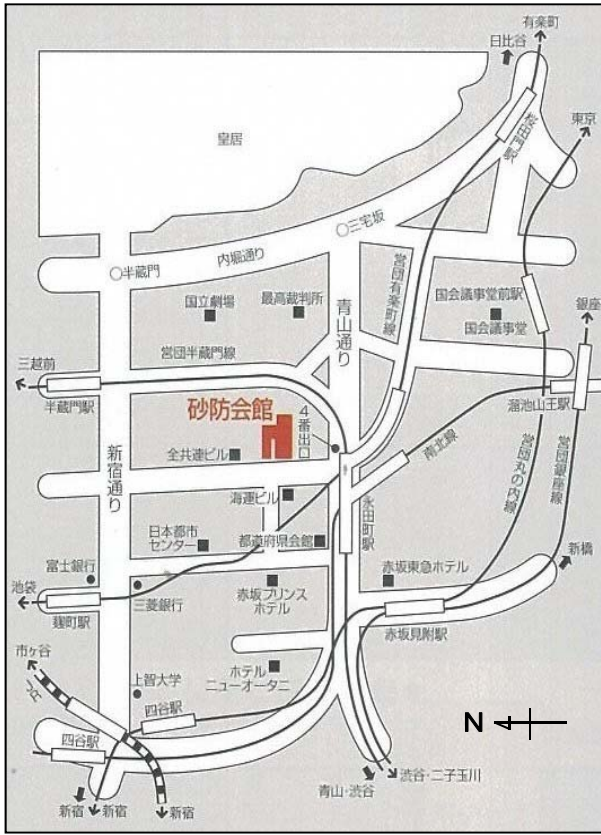 有楽町
日比谷
桜田門駅
東京
皇居
三宅坂
内堀通り
半蔵門
営団有楽町線
国立劇場
最高裁判所
青山通り
国会議事堂前駅
国会議事堂
銀座
三越前
営団半蔵門線
半蔵門駅
溜池山王駅
砂防会館
4番出口
新宿通り
全共連ビル
南北線
営団丸の内線
営団銀座線
海運ビル
永田町駅
日本都市
センター
都道府県会館
新橋
富士銀行
赤坂東急ホテル
池袋
三菱銀行
赤坂プリンス
ホテル
麹町駅
赤坂見附駅
市ヶ谷
ホテル
ニューオータニ
上智大学
JR
四谷駅
N
四谷駅
渋谷・二子玉川
青山・渋谷
新宿
新宿